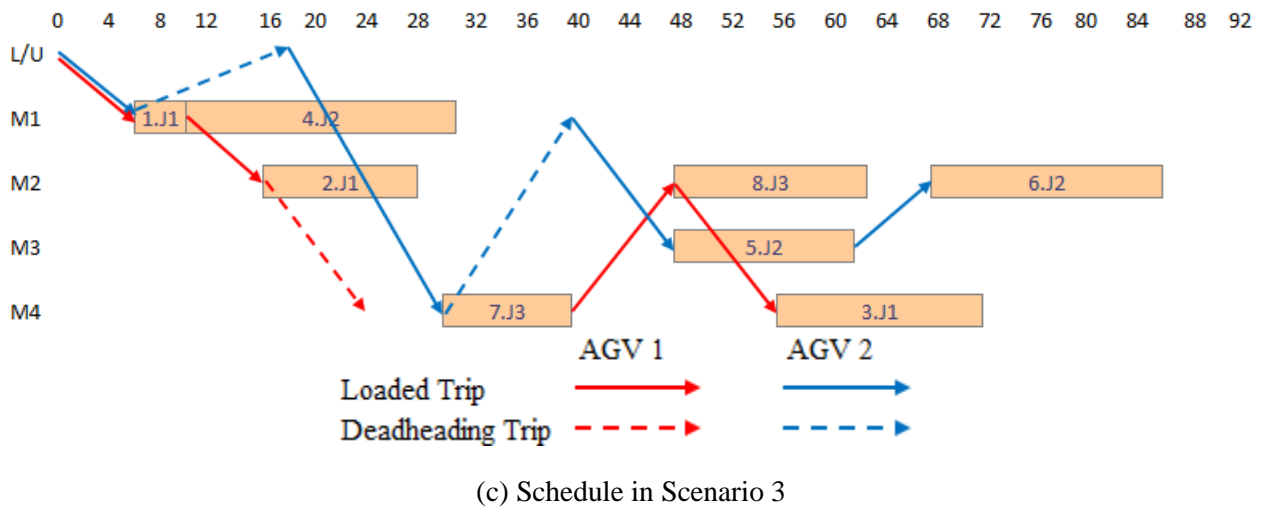 0 4 8 12 16 20 24 28 32 36 40 44 48 52 56 60 64 68 72 76 80 84 88 92
L/U
M1 1.J1 4.J2
M2 2.J1 8.J3 6.J2
M3 5.J2
M4 7.J3 3.J1
AGV 1 AGV 2
Loaded Trip
Deadheading Trip
(c) Schedule in Scenario 3